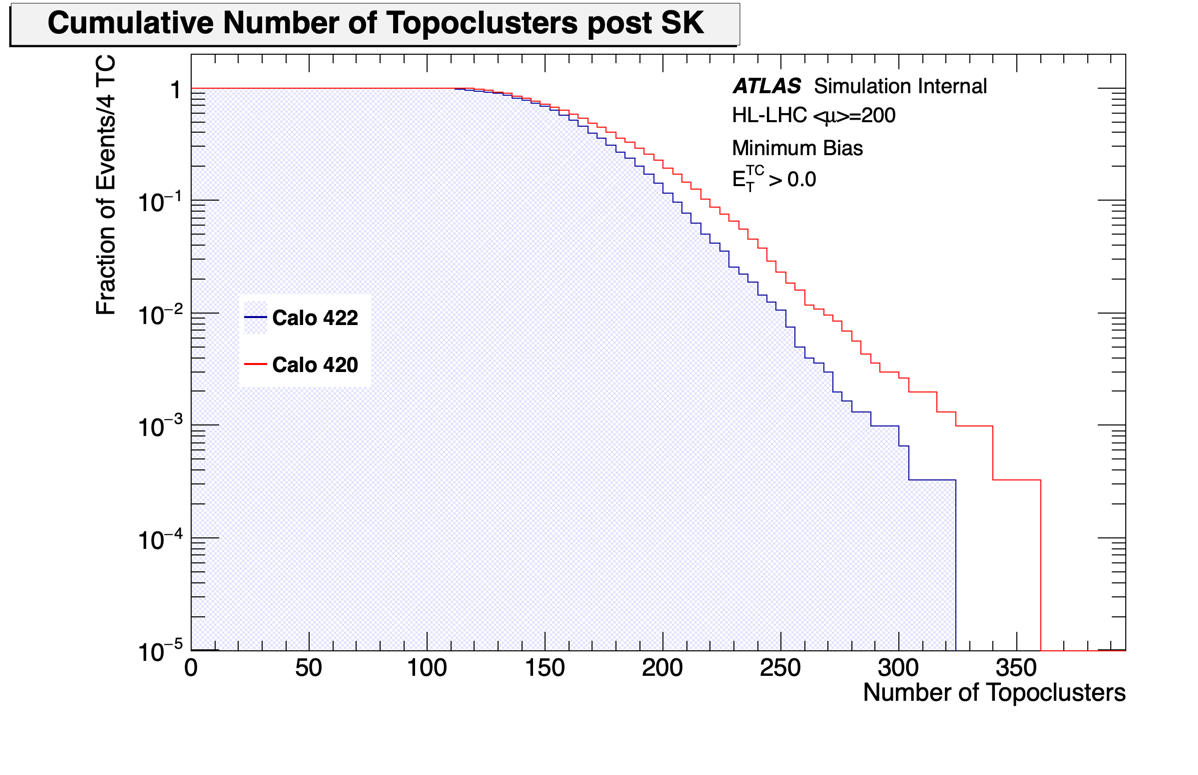 Cumulative Number of Topoclusters post SK
Fraction of Events/4 TC
ATLAS Simulation Internal
HL-LHC <μ>=200
Minimum Bias
E_T^TC > 0.0
Calo 422
Calo 420
1
10⁻¹
10⁻²
10⁻³
10⁻⁴
10⁻⁵
0 50 100 150 200 250 300 350
Number of Topoclusters